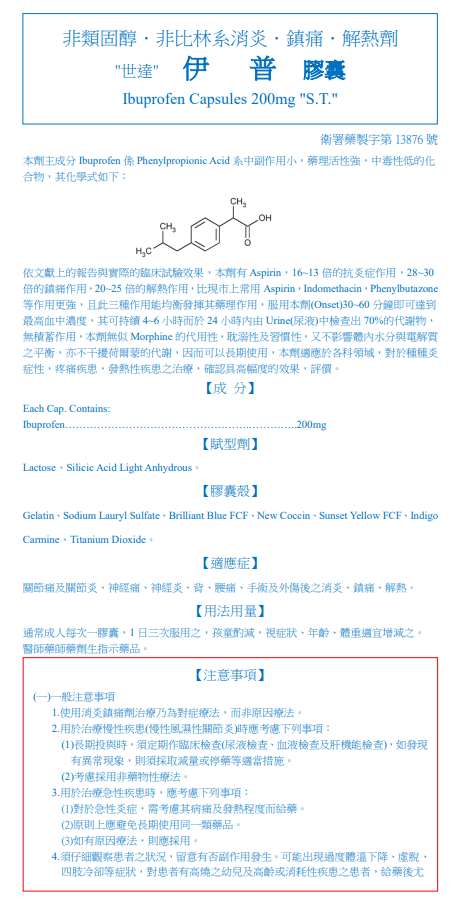 非類固醇．非比林系消炎．鎮痛．解熱劑
"世達" 伊 普 膠囊
Ibuprofen Capsules 200mg "S.T."
衛署藥製字第 13876 號
本劑主成分 Ibuprofen 係 Phenylpropionic Acid 系中副作用小，藥理活性強，中毒性低的化
合物，其化學式如下：
CH3
CH3
OH
H3C
O
依文獻上的報告與實際的臨床試驗效果，本劑有 Aspirin，16~13 倍的抗炎症作用，28~30
倍的鎮痛作用，20~25 倍的解熱作用，比現市上常用 Aspirin，Indomethacin，Phenylbutazone
等作用更強，且此三種作用能均衡發揮其藥理作用，服用本劑(Onset)30~60 分鐘即可達到
最高血中濃度，其可持續 4~6 小時而於 24 小時內由 Urine(尿液)中檢查出 70%的代謝物，
無積蓄作用，本劑無似 Morphine 的代用性，耽溺性及習慣性，又不影響體內水分與電解質
之平衡，亦不干擾荷爾蒙的代謝，因而可以長期使用，本劑適應於各科領域，對於種種炎
症性，疼痛疾患，發熱性疾患之治療，確認具高幅度的效果，評價。
【成 分】
Each Cap. Contains:
Ibuprofen…………………………………………….…………..200mg
【賦型劑】
Lactose、Silicic Acid Light Anhydrous。
【膠囊殼】
Gelatin、Sodium Lauryl Sulfate、Brilliant Blue FCF、New Coccin、Sunset Yellow FCF、Indigo
Carmine、Titanium Dioxide。
【適應症】
關節痛及關節炎、神經痛、神經炎、背、腰痛、手術及外傷後之消炎、鎮痛、解熱。
【用法用量】
通常成人每次一膠囊，1 日三次服用之，孩童酌減，視症狀、年齡、體重適宜增減之。
醫師藥師藥劑生指示藥品。
【注意事項】
(一)一般注意事項
1.使用消炎鎮痛劑治療乃為對症療法，而非原因療法。
2.用於治療慢性疾患(慢性風濕性關節炎)時應考慮下列事項：
(1)長期投與時，須定期作臨床檢查(尿液檢查、血液檢查及肝機能檢查)，如發現
有異常現象，則須採取減量或停藥等適當措施。
(2)考慮採用非藥物性療法。
3.用於治療急性疾患時，應考慮下列事項：
(1)對於急性炎症，需考慮其病痛及發熱程度而給藥。
(2)原則上應避免長期使用同一類藥品。
(3)如有原因療法，則應採用。
4.須仔細觀察患者之狀況，留意有否副作用發生。可能出現過度體溫下降、虛脫、
四肢冷卻等症狀，對患者有高燒之幼兒及高齡或消耗性疾患之患者，給藥後尤